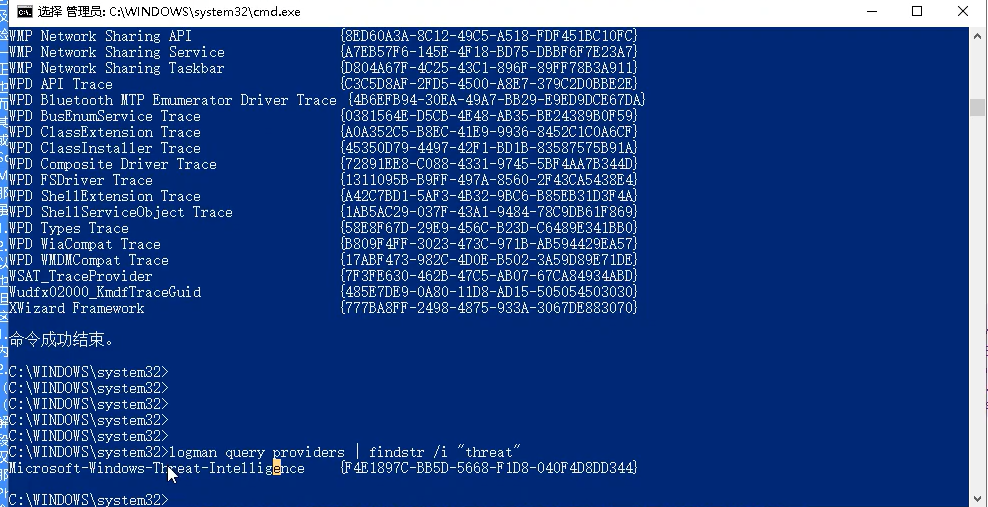 选择 管理员: C:\WINDOWS\system32\cmd.exe
WMP Network Sharing API {8ED60A3A-8C12-49C5-A518-FDF451BC10FC}
WMP Network Sharing Service {A7EB57F6-145E-4F18-BD75-DBBF6F7E23A7}
WMP Network Sharing Taskbar {D804A67F-4C25-43C1-896F-89FF78B3A911}
WPD API Trace {C3C5D8AF-2FD5-4500-A8E7-379C2D0BBE2E}
WPD Bluetooth MTP Emumerator Driver Trace {4B6EFB94-30EA-49A7-BB29-E9ED9DCE67DA}
WPD BusEnumService Trace {0381564E-D5CB-4E48-AB35-BE24389B0F59}
WPD ClassExtension Trace {A0A352C5-B8EC-41E9-9936-8452C1C0A6CF}
WPD ClassInstaller Trace {45350D79-4497-42F1-BD1B-83587575B91A}
WPD Composite Driver Trace {72891EE8-C088-4331-9745-5BF4AA7B344D}
WPD FSDriver Trace {1311095B-B9FF-497A-8560-2F43CA5438E4}
WPD ShellExtension Trace {A42C7BD1-5AF3-4B32-9BC6-B85EB31D3F4A}
WPD ShellServiceObject Trace {1AB5AC29-037F-43A1-9484-78C9DB61F869}
WPD Types Trace {58E8F67D-29E9-456C-B23D-C6489E341BB0}
WPD WiaCompat Trace {B809F4FF-3023-473C-971B-AB594429EA57}
WPD WMDMCompat Trace {17ABF473-982C-4D0E-B502-3A59D89E71DE}
WSAT_TraceProvider {7F3FE630-462B-47C5-AB07-67CA84934ABD}
Wudfx02000_KmdfTraceGuid {485E7DE9-0A80-11D8-AD15-505054503030}
XWizard Framework {777BA8FF-2498-4875-933A-3067DE883070}
命令成功结束。
C:\WINDOWS\system32>
C:\WINDOWS\system32>
C:\WINDOWS\system32>
C:\WINDOWS\system32>
C:\WINDOWS\system32>
C:\WINDOWS\system32>logman query providers | findstr /i "threat"
Microsoft-Windows-Threat-Intelligence {F4E1897C-BB5D-5668-F1D8-040F4D8DD344}
C:\WINDOWS\system32>